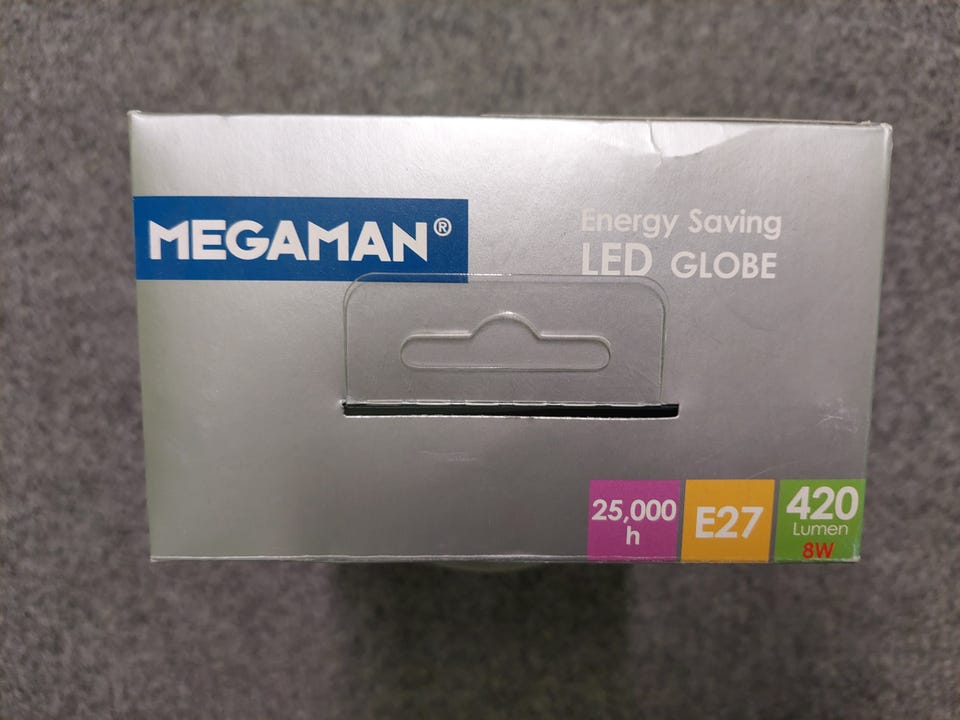 MEGAMAN®
Energy Saving
LED GLOBE
25,000
h
E27
420
Lumen
8W